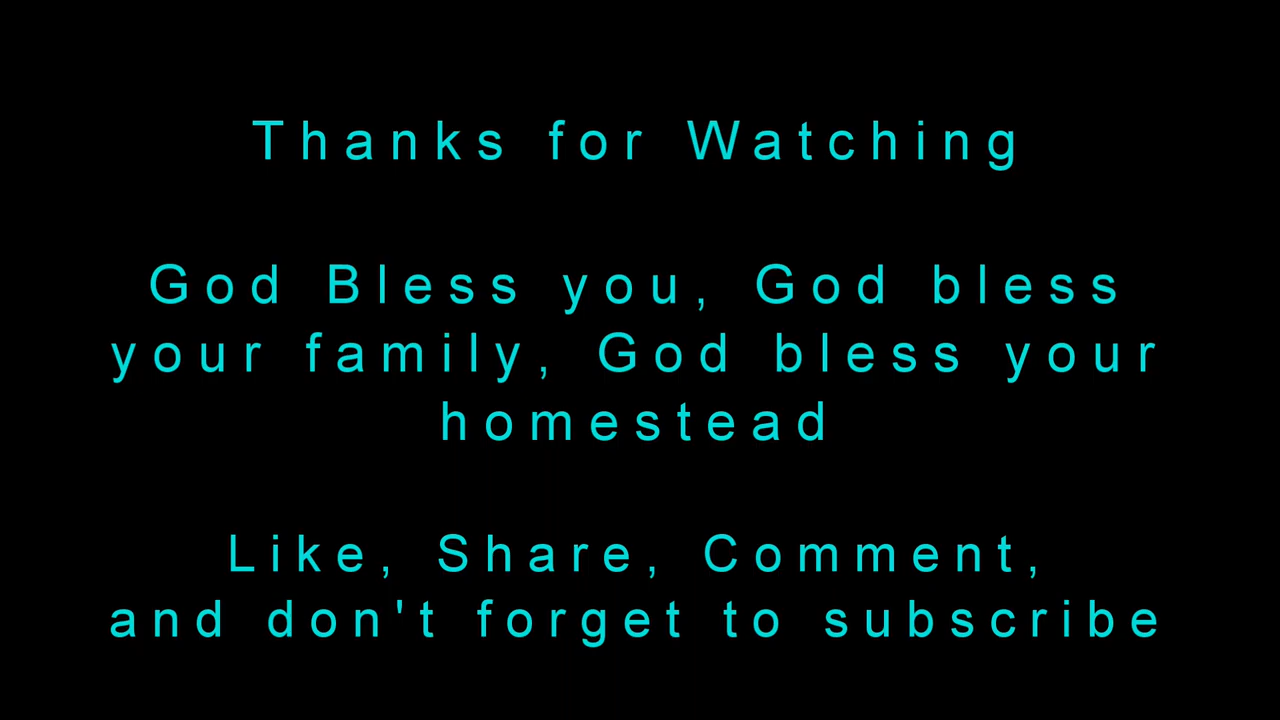 Thanks for Watching
God Bless you, God bless
your family, God bless your
homestead
Like, Share, Comment,
and don't forget to subscribe